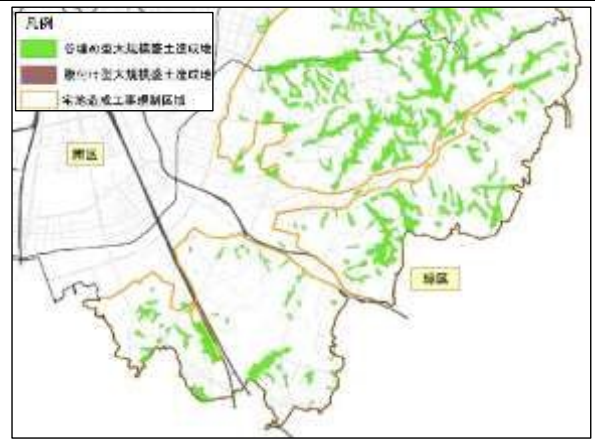 凡例
谷埋め型大規模盛土造成地
腹付け型大規模盛土造成地
宅地造成工事規制区域
南区
緑区